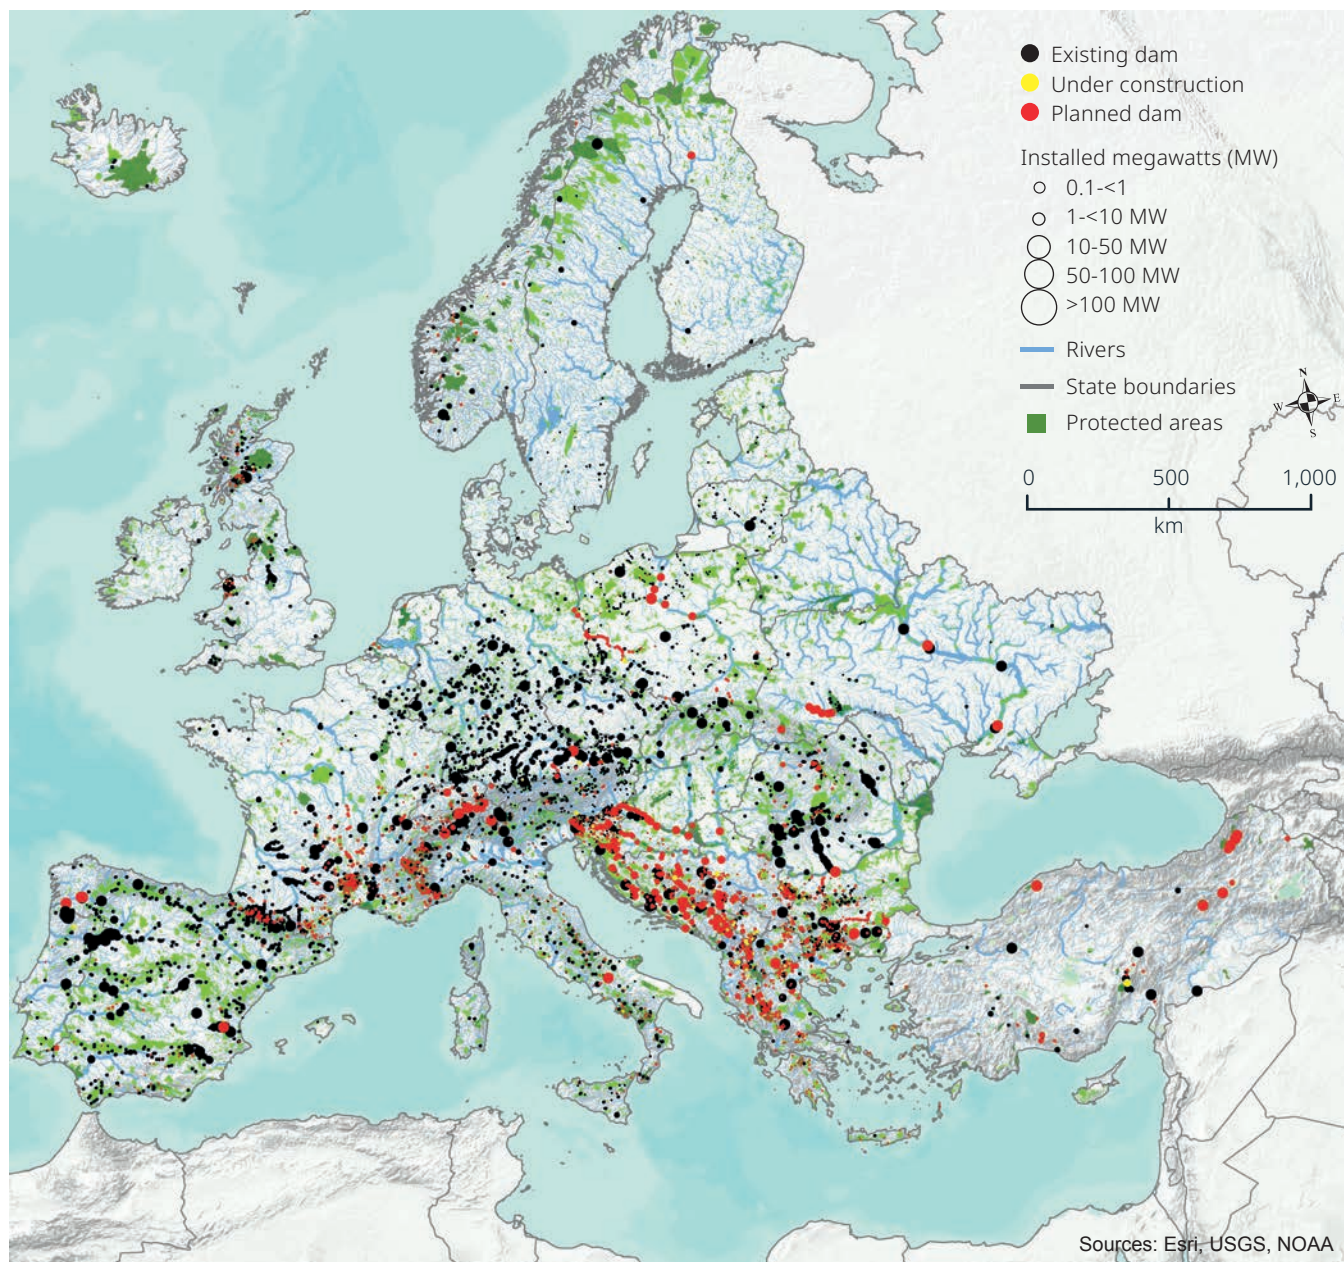 Existing dam
Under construction
Planned dam
Installed megawatts (MW)
0.1-<1
1-<10 MW
10-50 MW
50-100 MW
>100 MW
Rivers
State boundaries
Protected areas
N
W E
S
0 500 1,000
km
Sources: Esri, USGS, NOAA